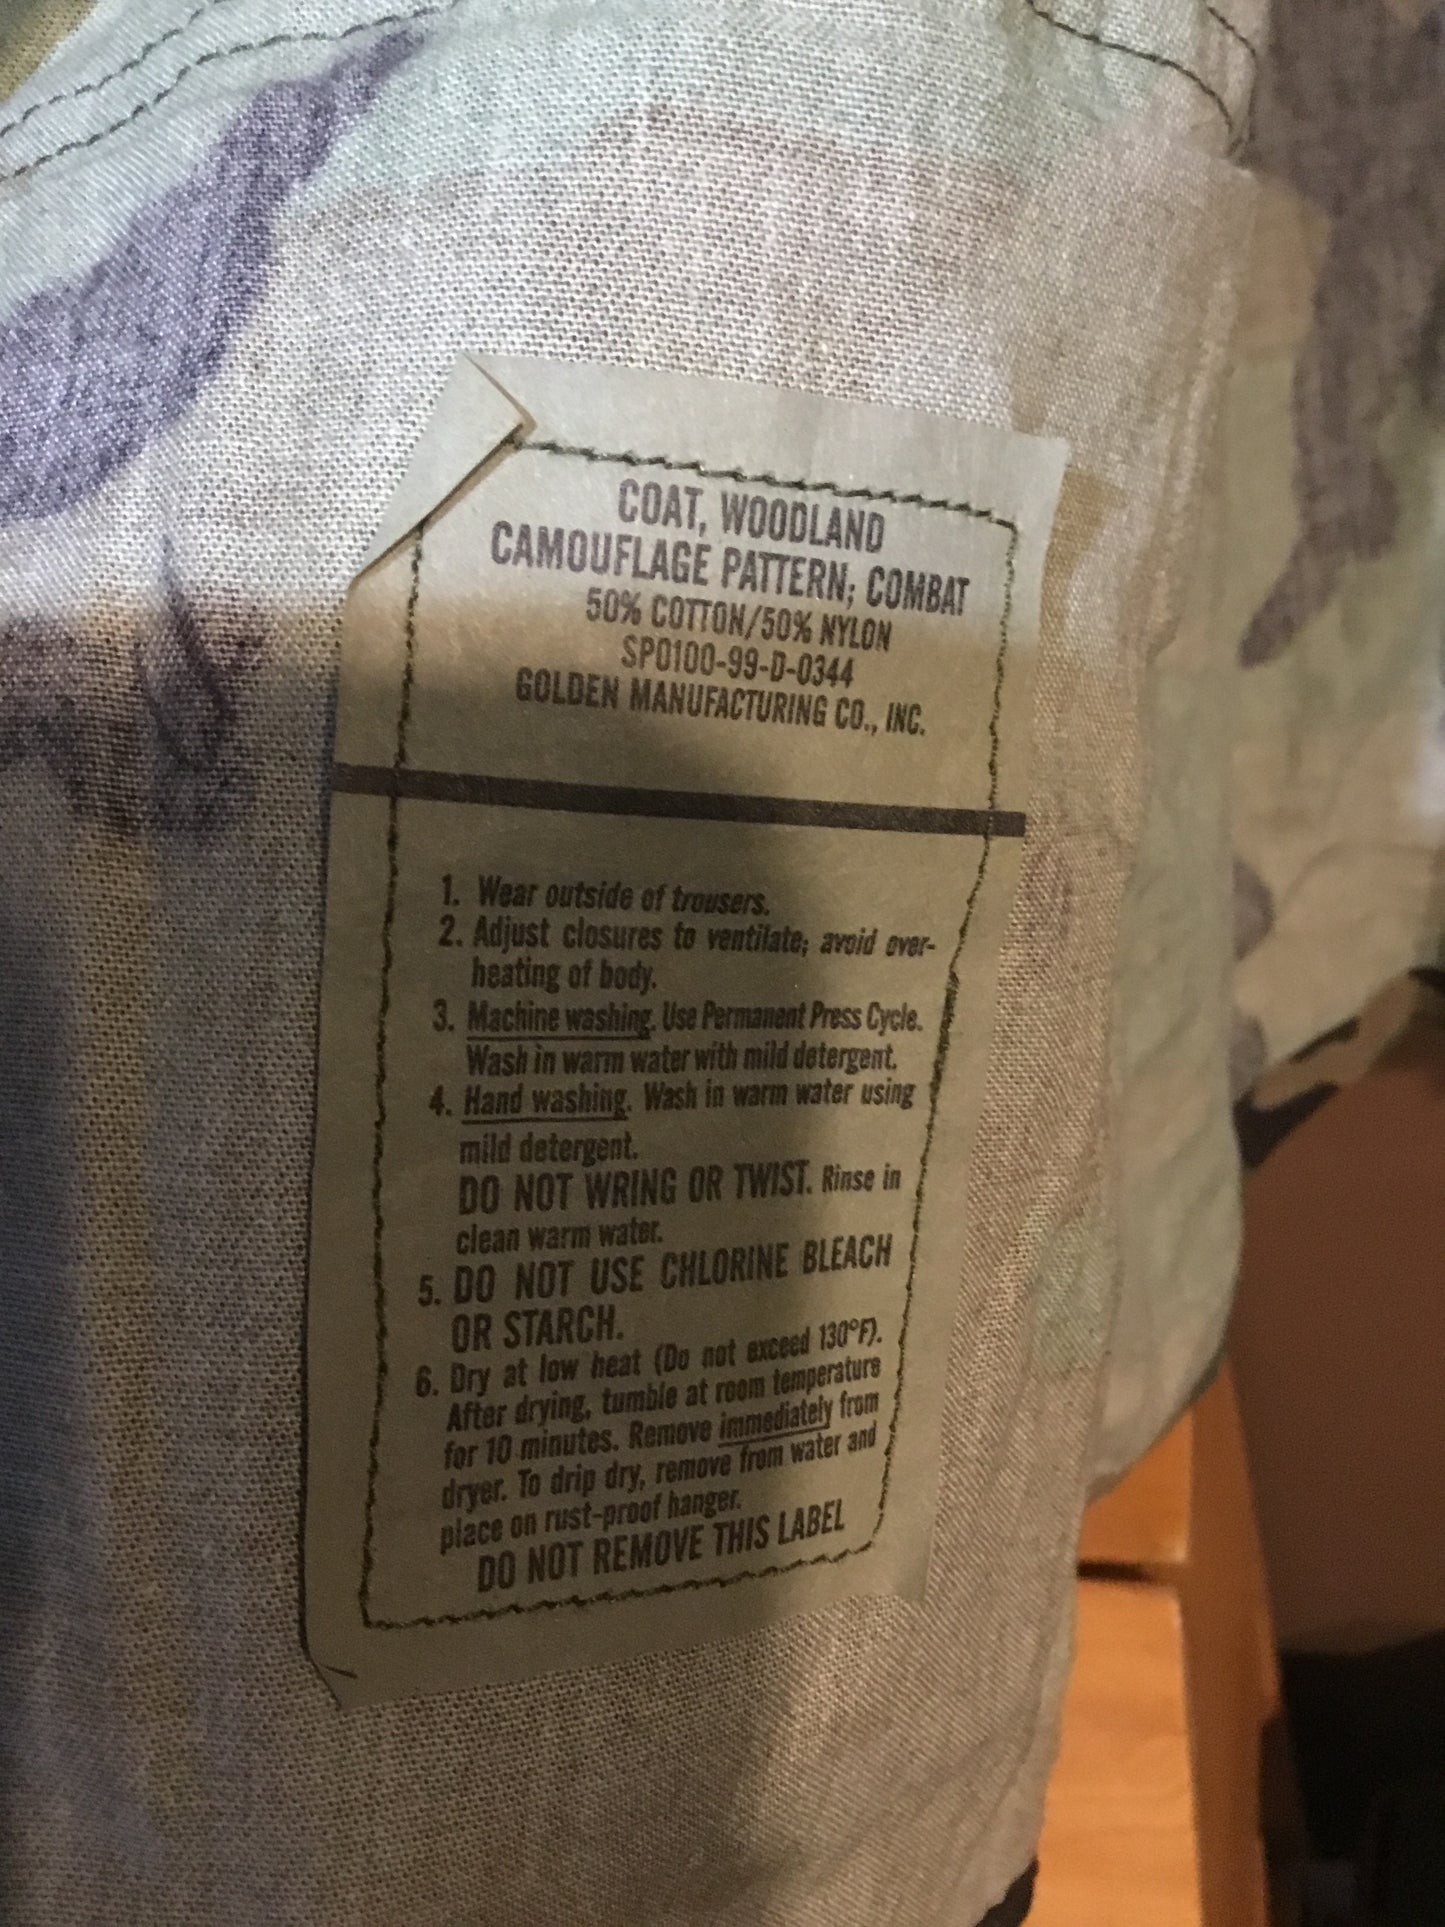 COAT, WOODLAND
CAMOUFLAGE PATTERN; COMBAT
50% COTTON/50% NYLON
SPO100-99-D-0344
GOLDEN MANUFACTURING CO., INC.
1. Wear outside of trousers.
2. Adjust closures to ventilate; avoid over-
heating of body.
3. Machine washing. Use Permanent Press Cycle.
Wash in warm water with mild detergent.
4. Hand washing. Wash in warm water using
mild detergent.
DO NOT WRING OR TWIST. Rinse in
clean warm water.
5. DO NOT USE CHLORINE BLEACH
OR STARCH.
6. Dry at low heat (Do not exceed 130°F).
After drying, tumble at room temperature
for 10 minutes. Remove immediately from
dryer. To drip dry, remove from water and
place on rust-proof hanger.
DO NOT REMOVE THIS LABEL